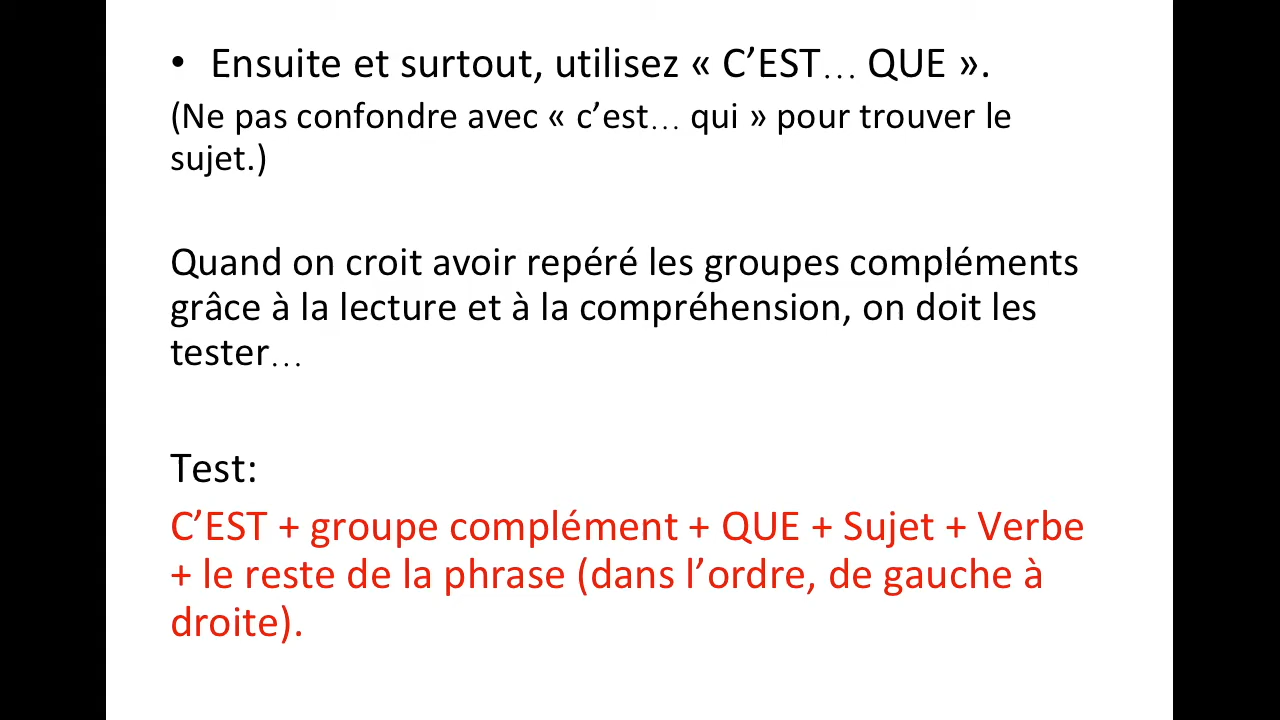 • Ensuite et surtout, utilisez « C’EST… QUE ».
(Ne pas confondre avec « c’est… qui » pour trouver le
sujet.)
Quand on croit avoir repéré les groupes compléments
grâce à la lecture et à la compréhension, on doit les
tester…
Test:
C’EST + groupe complément + QUE + Sujet + Verbe
+ le reste de la phrase (dans l’ordre, de gauche à
droite).